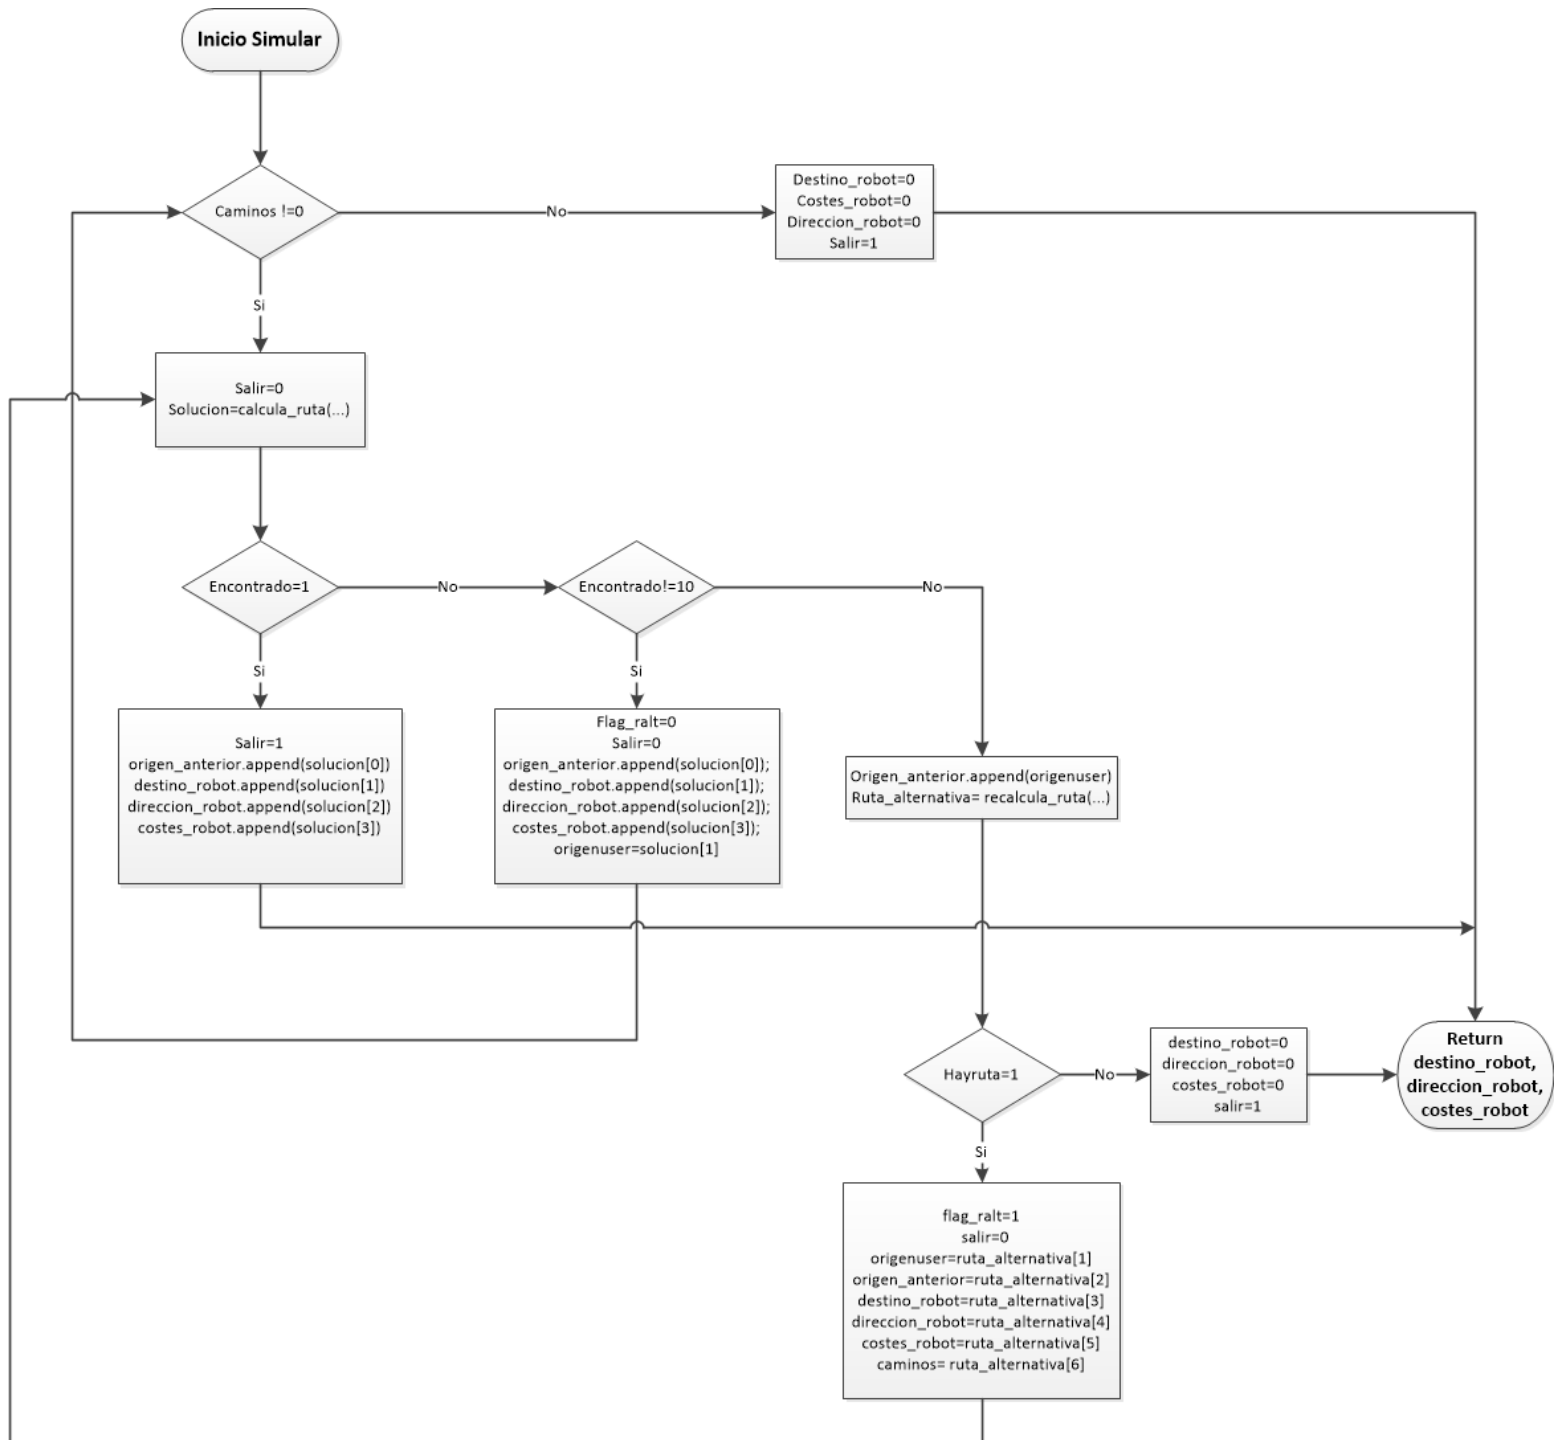 Inicio Simular
Caminos !=0
No
Destino_robot=0
Costes_robot=0
Direccion_robot=0
Salir=1
Si
Salir=0
Solucion=calcula_ruta(...)
Encontrado=1
No
Encontrado!=10
No
Si
Si
Salir=1
origen_anterior.append(solucion[0])
destino_robot.append(solucion[1])
direccion_robot.append(solucion[2])
costes_robot.append(solucion[3])
Flag_ralt=0
Salir=0
origen_anterior.append(solucion[0]);
destino_robot.append(solucion[1]);
direccion_robot.append(solucion[2]);
costes_robot.append(solucion[3]);
origenuser=solucion[1]
Origen_anterior.append(origenuser)
Ruta_alternativa= recalcula_ruta(...)
Hayruta=1
No
destino_robot=0
direccion_robot=0
costes_robot=0
salir=1
Return
destino_robot,
direccion_robot,
costes_robot
Si
flag_ralt=1
salir=0
origenuser=ruta_alternativa[1]
origen_anterior=ruta_alternativa[2]
destino_robot=ruta_alternativa[3]
direccion_robot=ruta_alternativa[4]
costes_robot=ruta_alternativa[5]
caminos= ruta_alternativa[6]